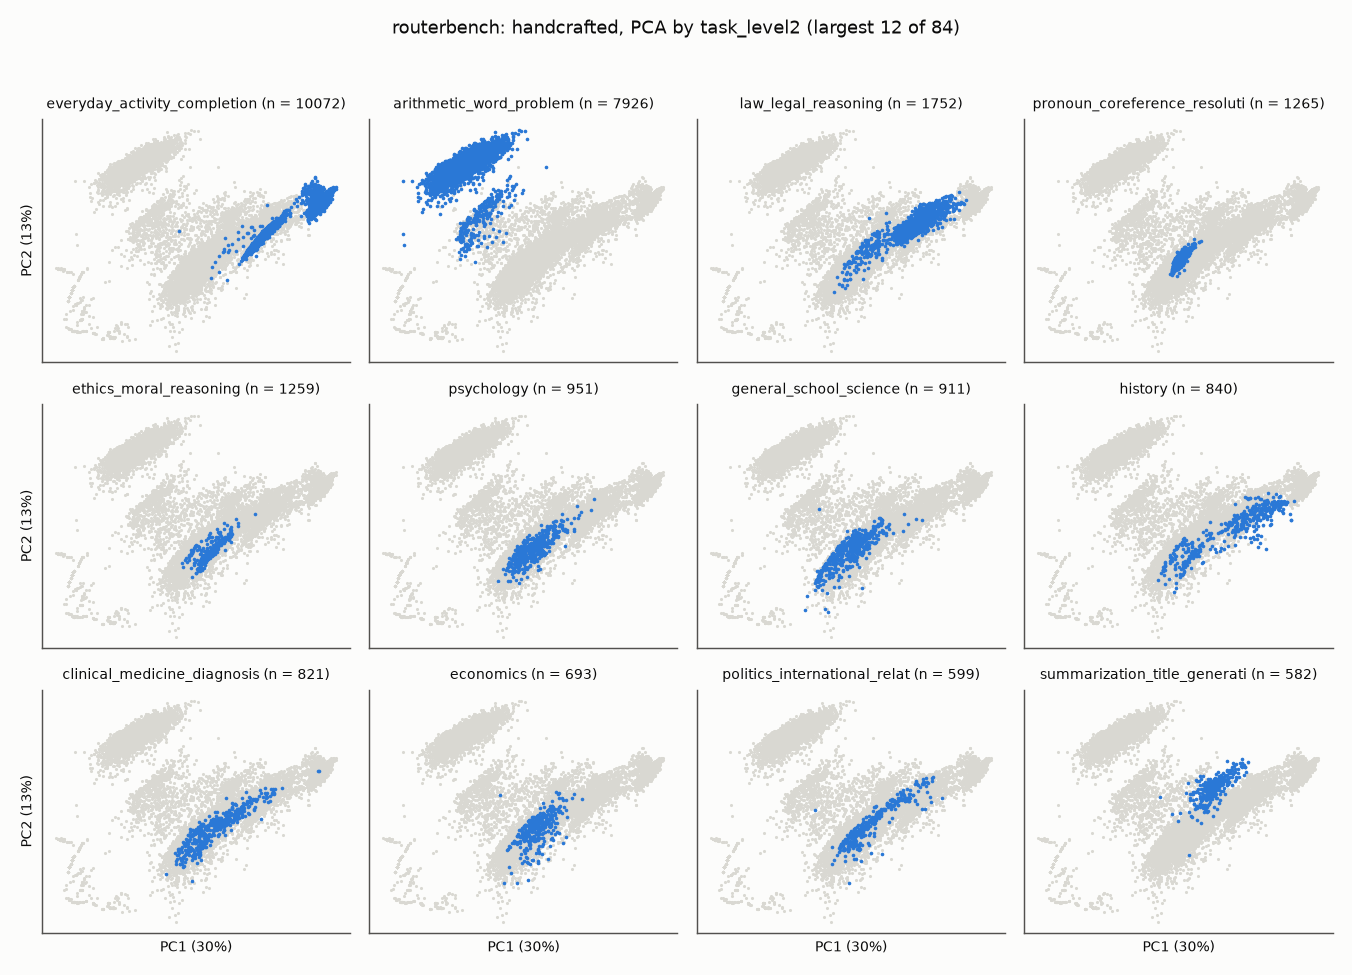 routerbench: handcrafted, PCA by task_level2 (largest 12 of 84)
everyday_activity_completion (n = 10072)
arithmetic_word_problem (n = 7926)
law_legal_reasoning (n = 1752)
pronoun_coreference_resoluti (n = 1265)
PC2 (13%)
ethics_moral_reasoning (n = 1259)
psychology (n = 951)
general_school_science (n = 911)
history (n = 840)
PC2 (13%)
clinical_medicine_diagnosis (n = 821)
economics (n = 693)
politics_international_relat (n = 599)
summarization_title_generati (n = 582)
PC2 (13%)
PC1 (30%)
PC1 (30%)
PC1 (30%)
PC1 (30%)